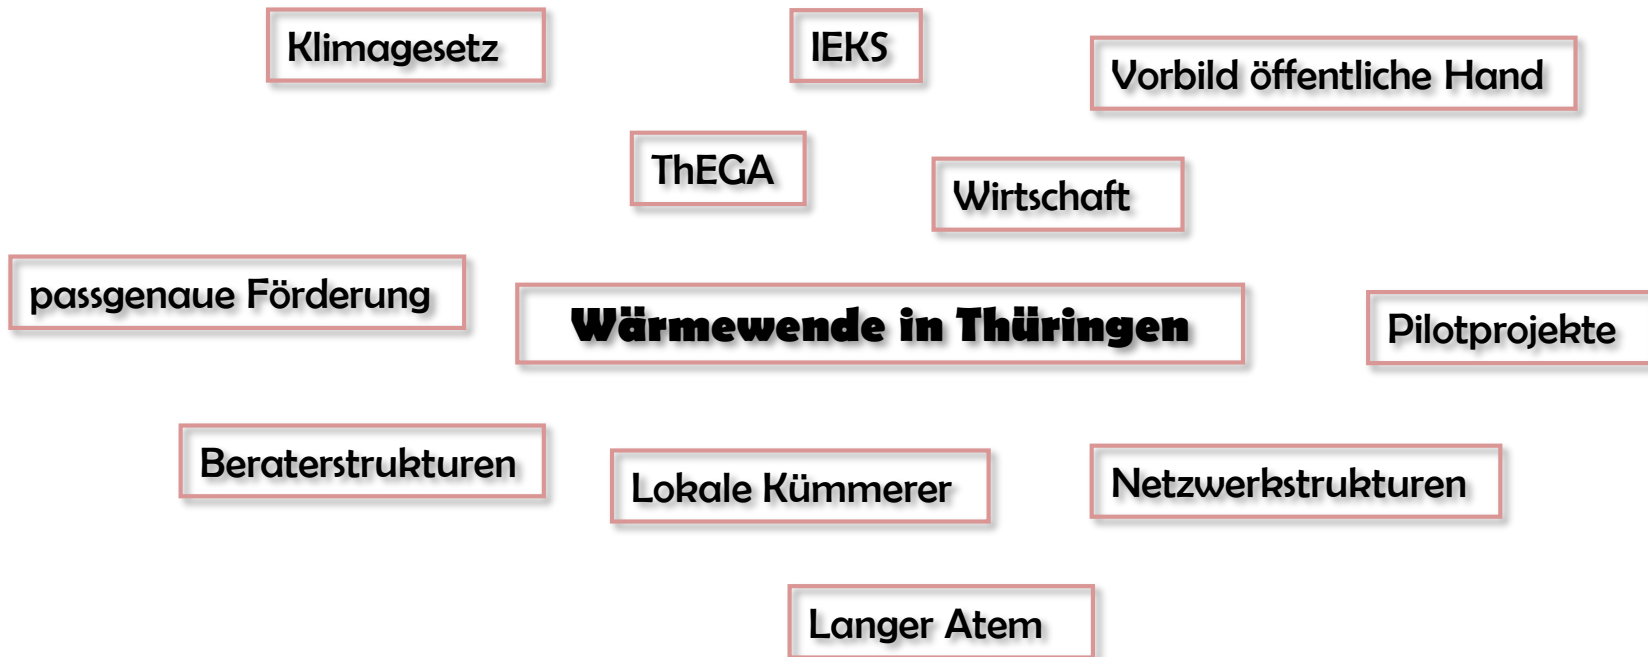 Klimagesetz
IEKS
Vorbild öffentliche Hand
ThEGA
Wirtschaft
passgenaue Förderung
Wärmewende in Thüringen
Pilotprojekte
Beraterstrukturen
Lokale Kümmerer
Netzwerkstrukturen
Langer Atem